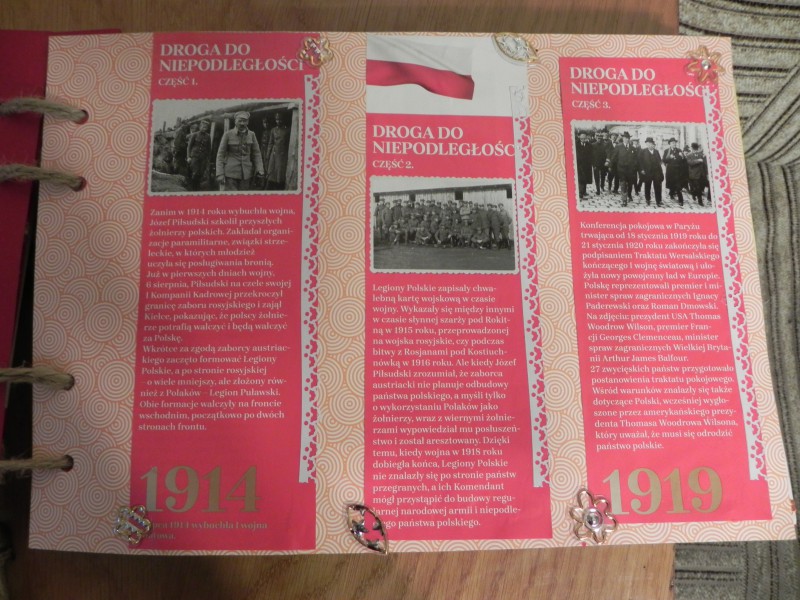 DROGA DO
NIEPODLEGŁOŚCI
CZĘŚĆ 1.
Zanim w 1914 roku wybuchła wojna,
Józef Piłsudski szkolił przyszłych
żołnierzy polskich. Zakładał organi-
zacje paramilitarne, związki strze-
leckie, w których młodzież
uczyła się posługiwania bronią.
Już w pierwszych dniach wojny,
6 sierpnia, Piłsudski na czele swojej
I Kompanii Kadrowej przekroczył
granicę zaboru rosyjskiego i zajął
Kielce, pokazując, że polscy żołnie-
rze potrafią walczyć i będą walczyć
za Polskę.
Wkrótce za zgodą zaborcy austriac-
kiego zaczęto formować Legiony
Polskie, a po stronie rosyjskiej
– o wiele mniejszy, ale złożony rów-
nież z Polaków – Legion Puławski.
Obie formacje walczyły na froncie
wschodnim, początkowo po dwóch
stronach frontu.
1914
1914 wybuchła I wojna
DROGA DO
NIEPODLEGŁOŚC
CZĘŚĆ 2.
Legiony Polskie zapisały chwa-
lebną kartę wojskową w czasie
wojny. Wykazały się między innymi
w czasie słynnej szarży pod Rokit-
ną w 1915 roku, przeprowadzonej
na wojska rosyjskie, czy podczas
bitwy z Rosjanami pod Kostiuch-
nówką w 1916 roku. Ale kiedy Józef
Piłsudski zrozumiał, że zaborca
austriacki nie planuje odbudowy
państwa polskiego, a myśli tylko
o wykorzystaniu Polaków jako
żołnierzy, wraz z wiernymi żołnie-
rzami wypowiedział mu posłuszeń-
stwo i został aresztowany. Dzięki
temu, kiedy wojna w 1918 roku
dobiegła końca, Legiony Polskie
nie znalazły się po stronie państw
przegranych, a ich Komendant
mógł przystąpić do budowy regu-
larnej narodowej armii i niepodle-
głego państwa polskiego.
DROGA DO
NIEPODLEGŁOŚCI
CZĘŚĆ 3.
Konferencja pokojowa w Paryżu
trwająca od 18 stycznia 1919 roku do
21 stycznia 1920 roku zakończyła się
podpisaniem Traktatu Wersalskiego
kończącego I wojnę światową i uło-
żyła nowy powojenny ład w Europie.
Polskę reprezentowali premier i mi-
nister spraw zagranicznych Ignacy
Paderewski oraz Roman Dmowski.
Na zdjęciu: prezydent USA Thomas
Woodrow Wilson, premier Fran-
cji Georges Clemenceau, minister
spraw zagranicznych Wielkiej Bryta-
nii Arthur James Balfour.
27 zwycięskich państw przygotowało
postanowienia traktatu pokojowego.
Wśród warunków znalazły się także
dotyczące Polski, wcześniej wygło-
szone przez amerykańskiego prezy-
denta Thomasa Woodrowa Wilsona,
który uważał, że musi się odrodzić
państwo polskie.
1919